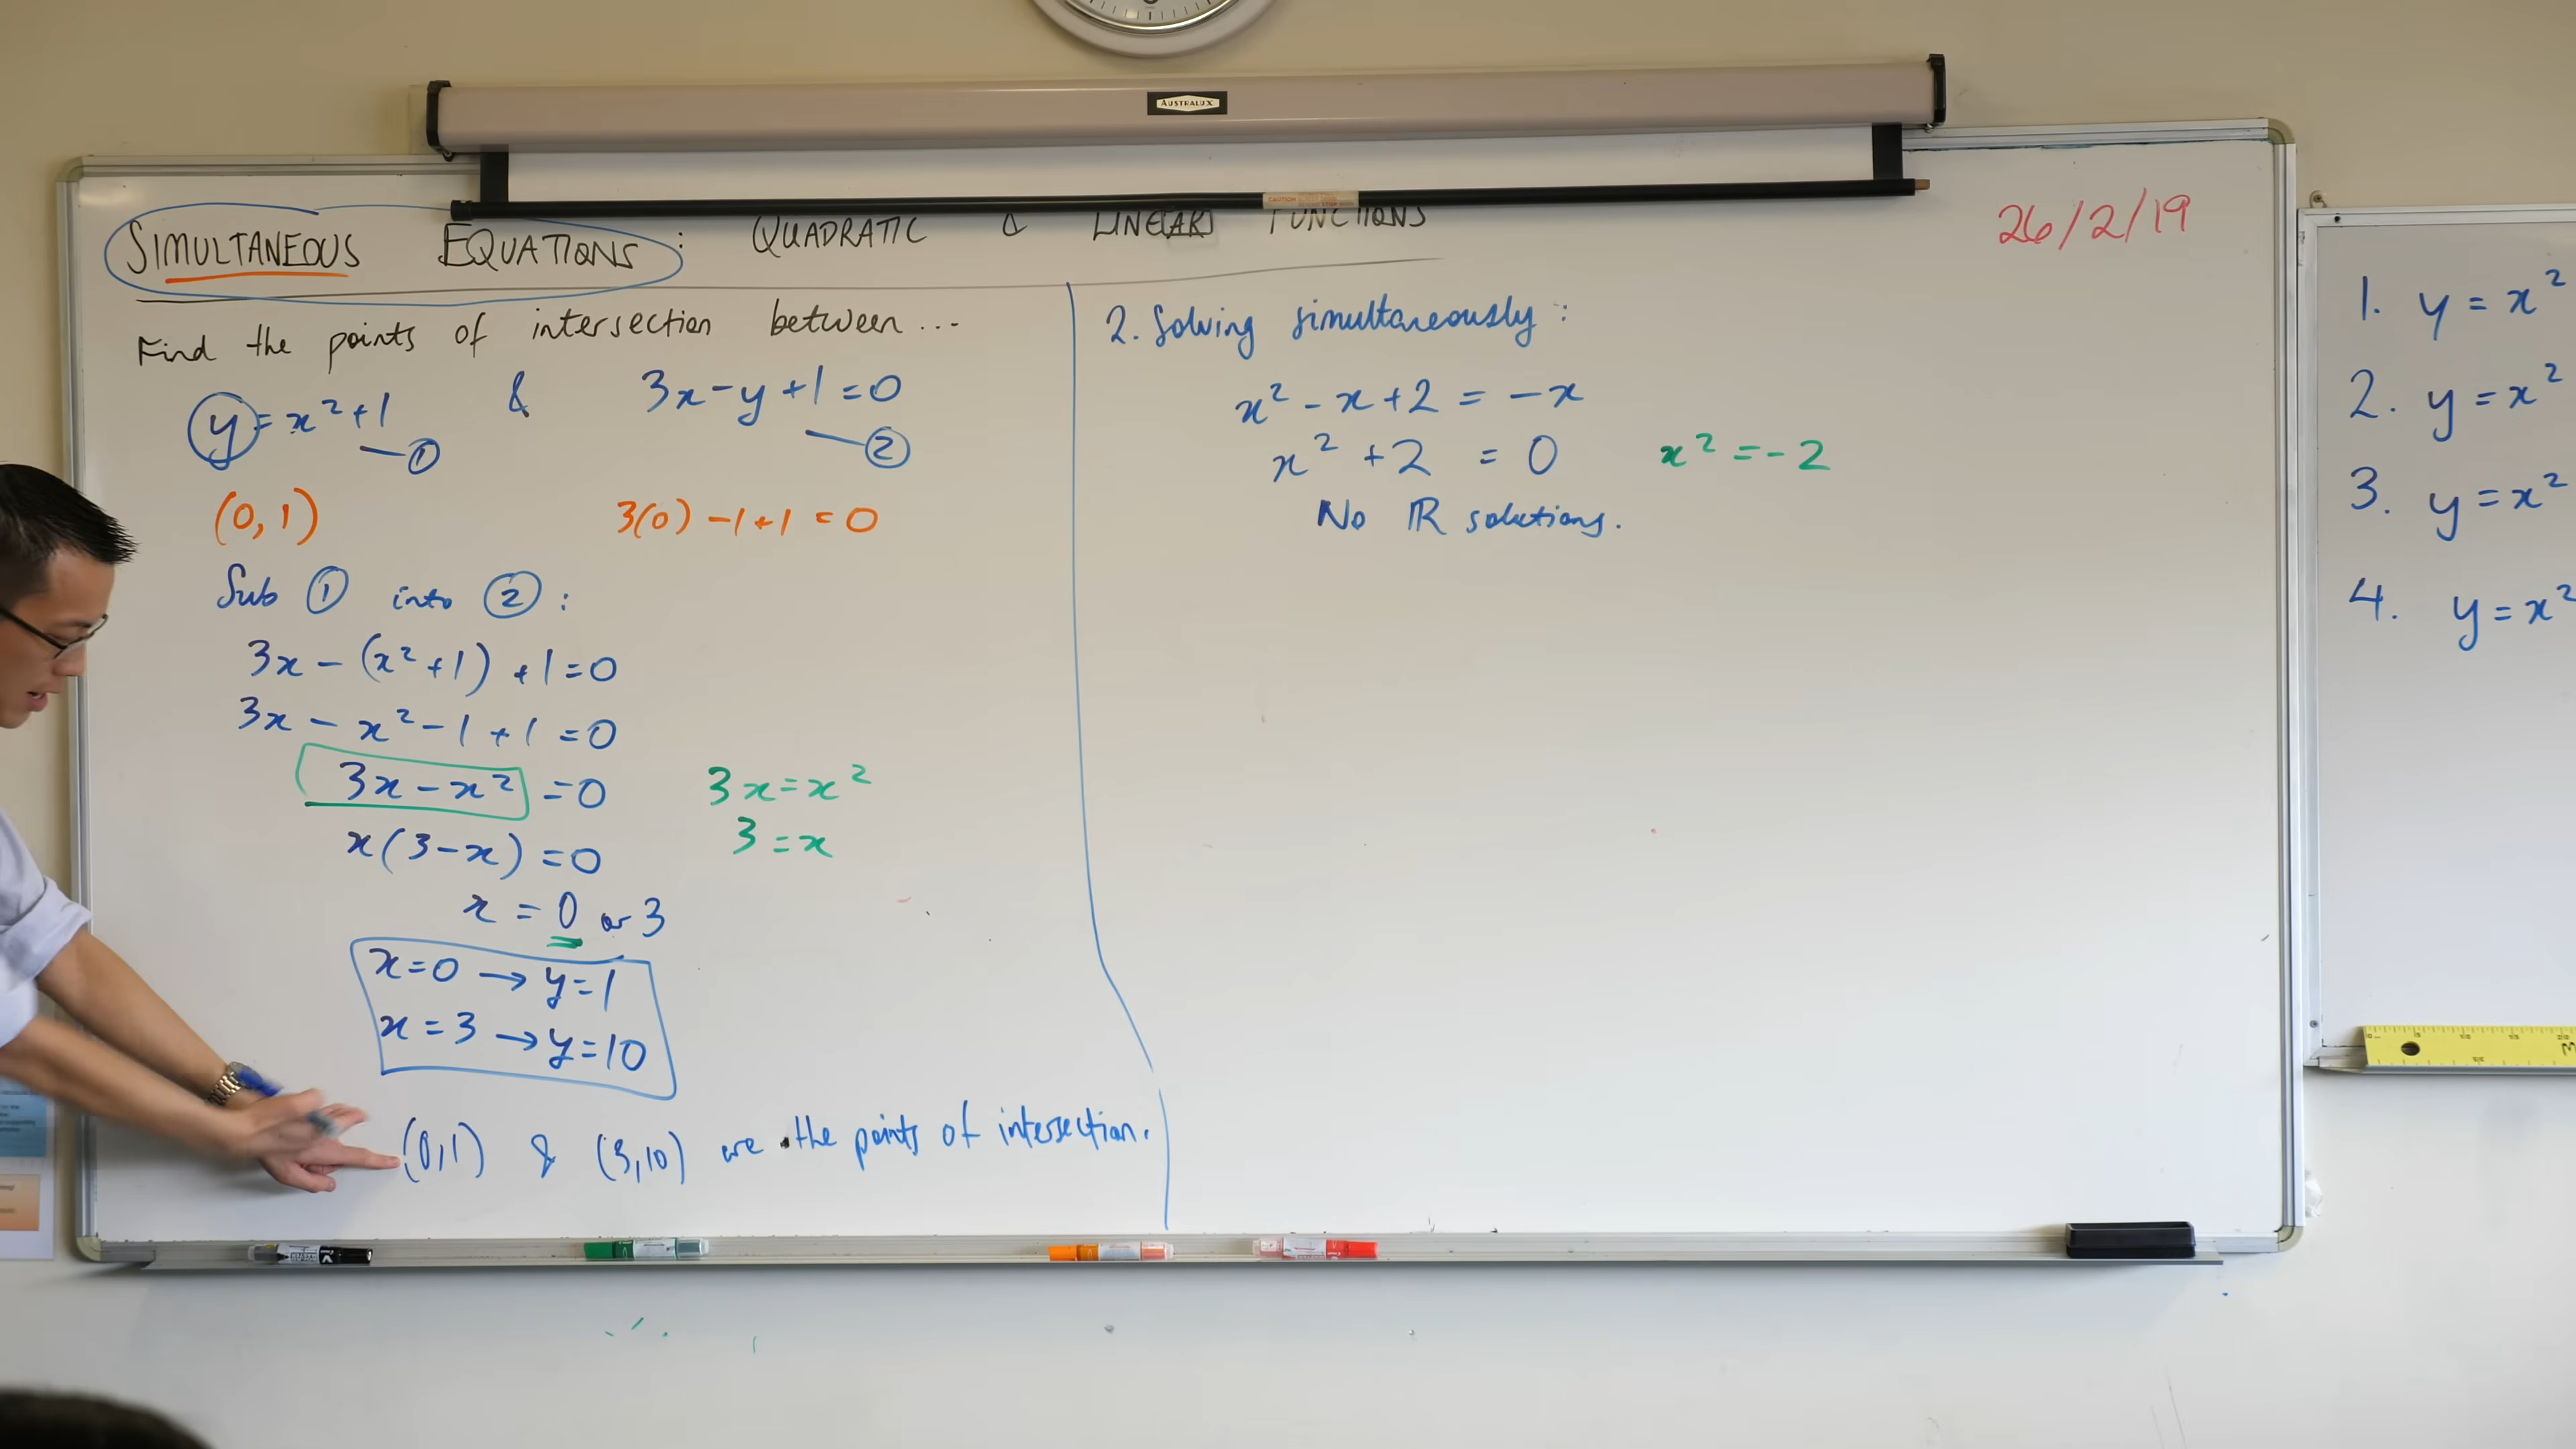 AUSTRALUX
SIMULTANEOUS EQUATIONS: QUADRATIC & LINEAR FUNCTIONS
26/2/19
Find the points of intersection between...
y = x² + 1 & 3x - y + 1 = 0
① ②
(0, 1) 3(0) - 1 + 1 = 0
Sub ① into ② :
3x - (x² + 1) + 1 = 0
3x - x² - 1 + 1 = 0
3x - x² = 0 3x = x²
x(3 - x) = 0 3 = x
x = 0 or 3
x = 0 → y = 1
x = 3 → y = 10
(0, 1) & (3, 10) are the points of intersection.
2. Solving simultaneously :
x² - x + 2 = -x
x² + 2 = 0 x² = -2
No ℝ solutions.
1. y = x²
2. y = x²
3. y = x²
4. y = x²